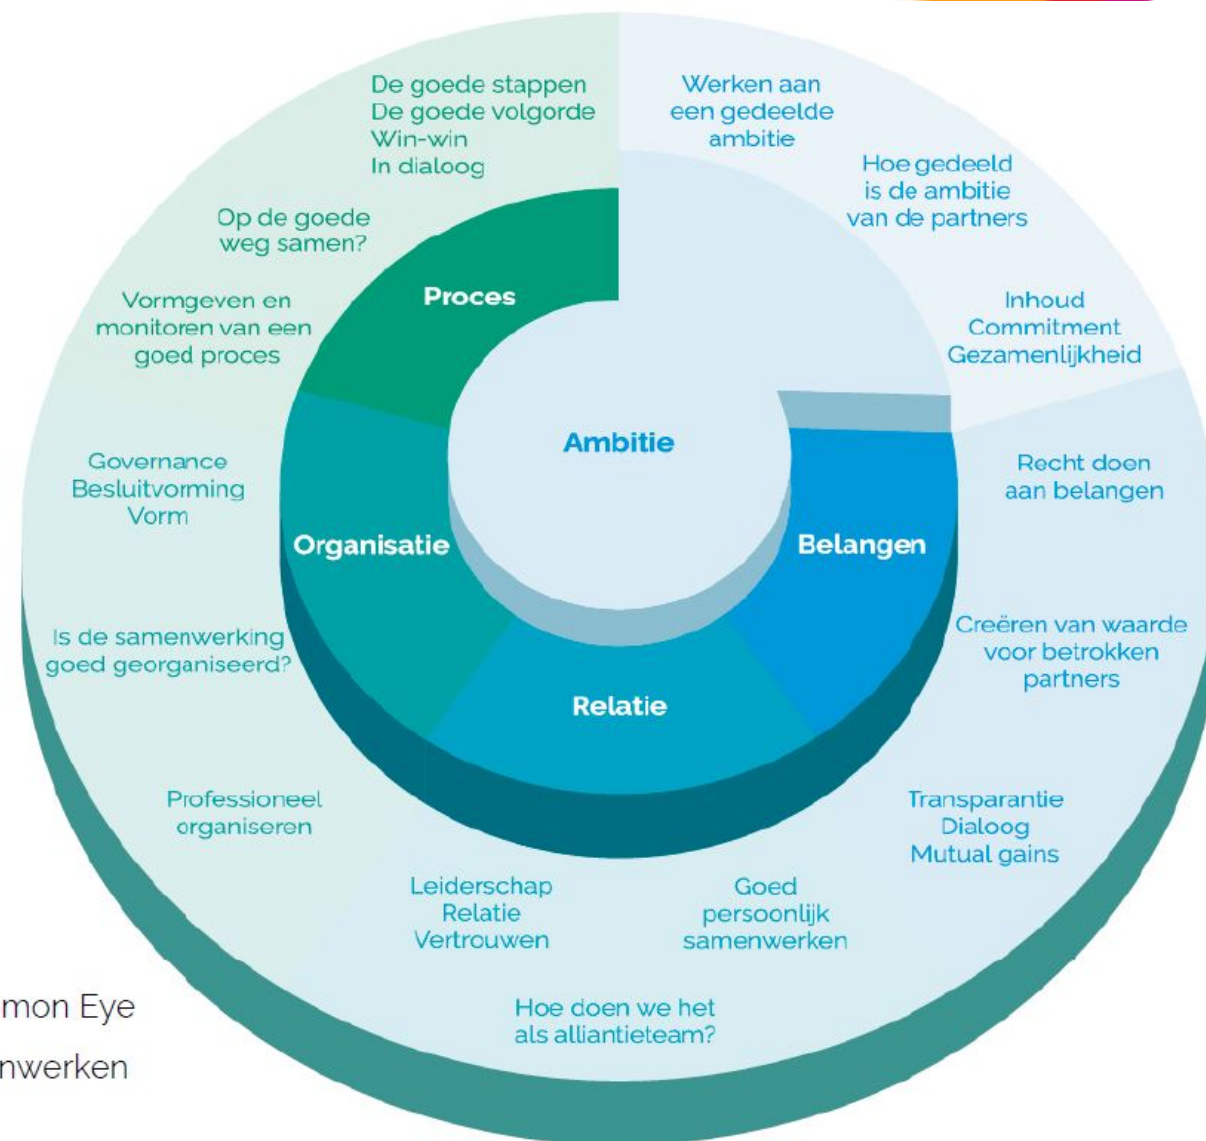 De goede stappen
De goede volgorde
Win-win
In dialoog
Op de goede
weg samen?
Vormgeven en
monitoren van een
goed proces
Proces
Werken aan
een gedeelde
ambitie
Hoe gedeeld
is de ambitie
van de partners
Inhoud
Commitment
Gezamenlijkheid
Ambitie
Recht doen
aan belangen
Creëren van waarde
voor betrokken
partners
Transparantie
Dialoog
Mutual gains
Belangen
Goed
persoonlijk
samenwerken
Hoe doen we het
als alliantieteam?
Leiderschap
Relatie
Vertrouwen
Relatie
Governance
Besluitvorming
Vorm
Is de samenwerking
goed georganiseerd?
Professioneel
organiseren
Organisatie
mon Eye
nwerken